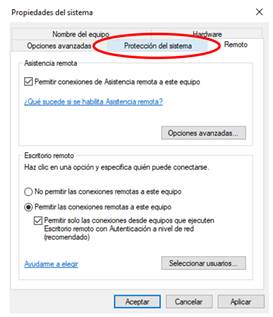 Propiedades del sistema
Nombre del equipo Hardware
Opciones avanzadas Protección del sistema Remoto
Asistencia remota
Permitir conexiones de Asistencia remota a este equipo
¿Qué sucede si se habilita Asistencia remota?
Opciones avanzadas...
Escritorio remoto
Haz clic en una opción y especifica quién puede conectarse.
No permitir las conexiones remotas a este equipo
Permitir las conexiones remotas a este equipo
Permitir solo las conexiones desde equipos que ejecuten
Escritorio remoto con Autenticación a nivel de red
(recomendado)
Ayudarme a elegir Seleccionar usuarios...
Aceptar Cancelar Aplicar